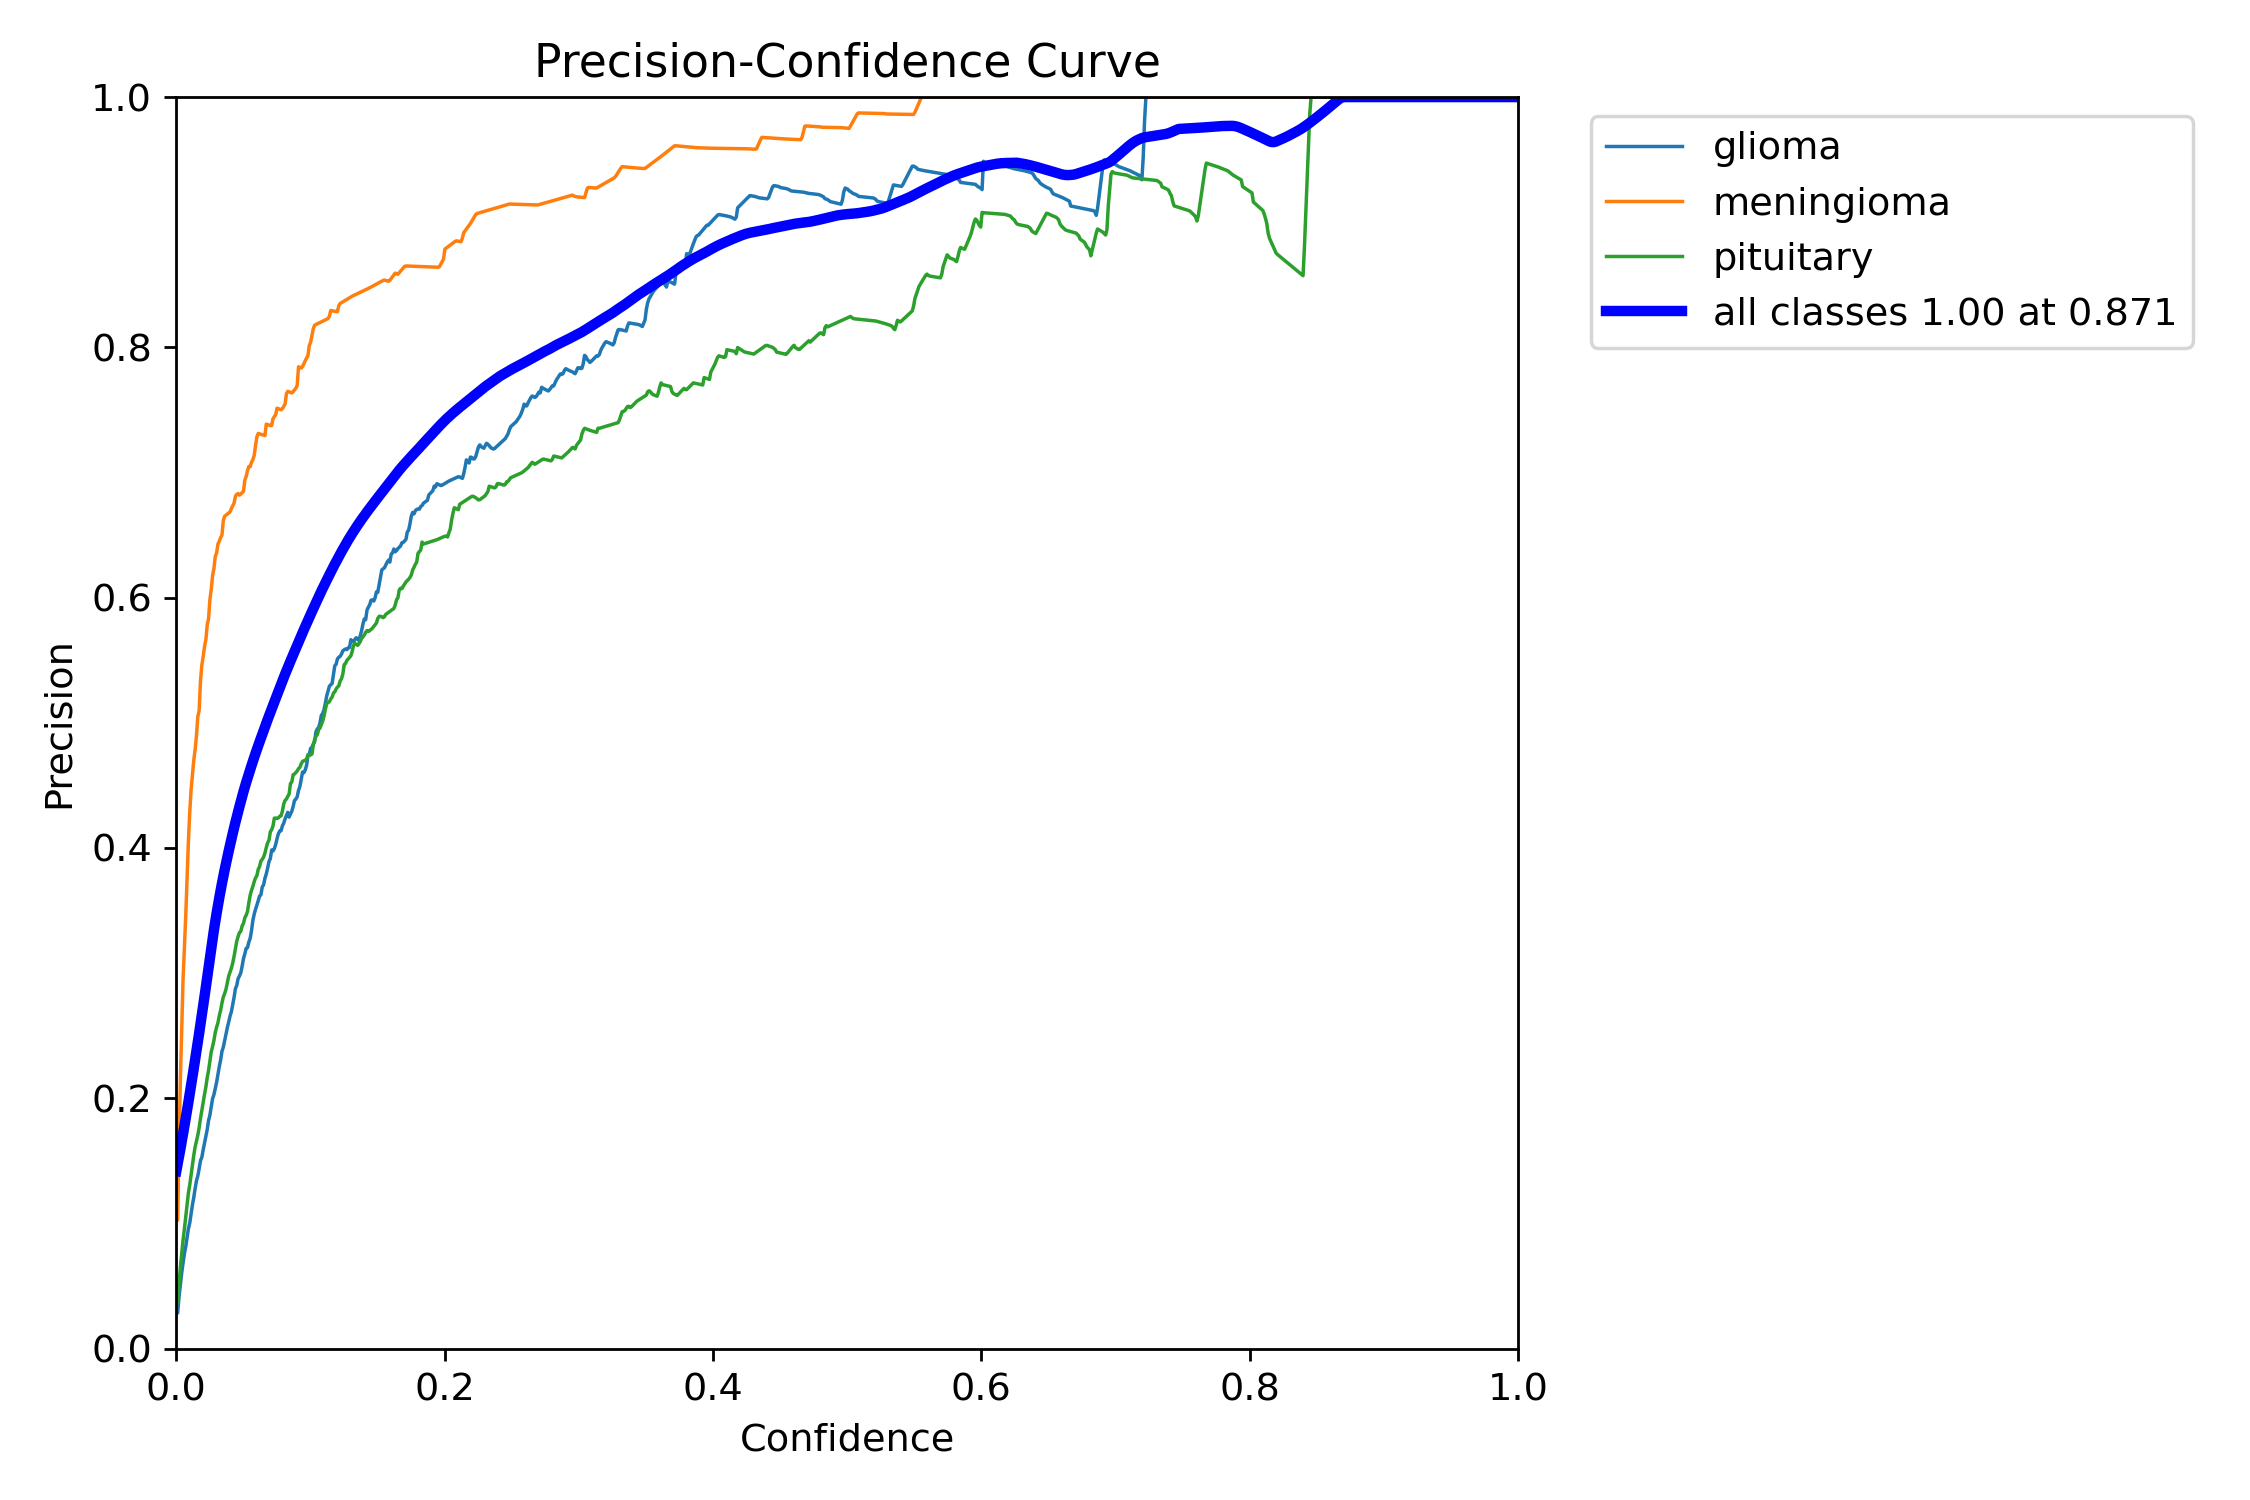 Precision-Confidence Curve
1.0
0.8
0.6
0.4
0.2
0.0
Precision
0.0 0.2 0.4 0.6 0.8 1.0
Confidence
glioma
meningioma
pituitary
all classes 1.00 at 0.871